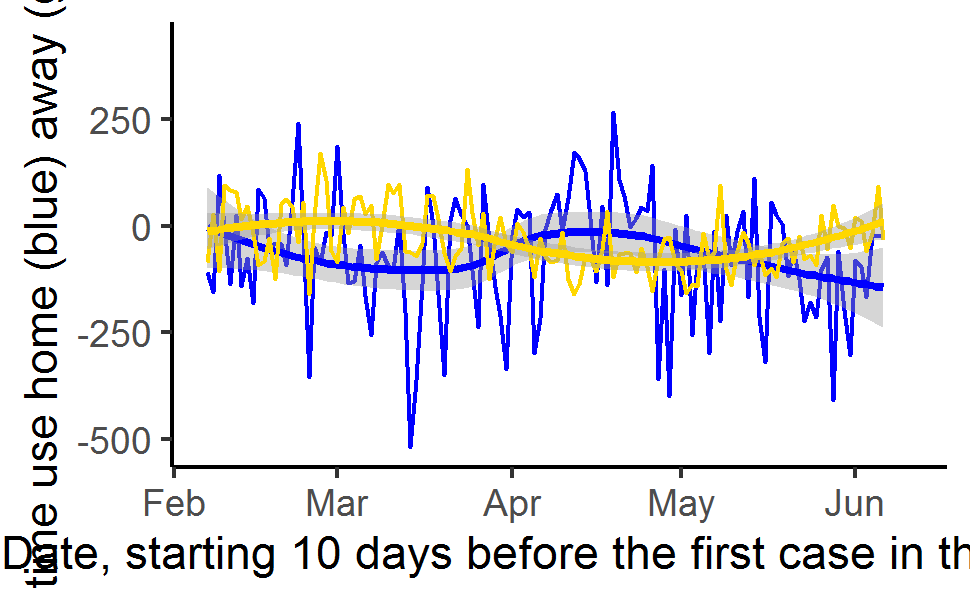 time use home (blue) away (
250
0
-250
-500
Feb
Mar
Apr
May
Jun
Date, starting 10 days before the first case in th